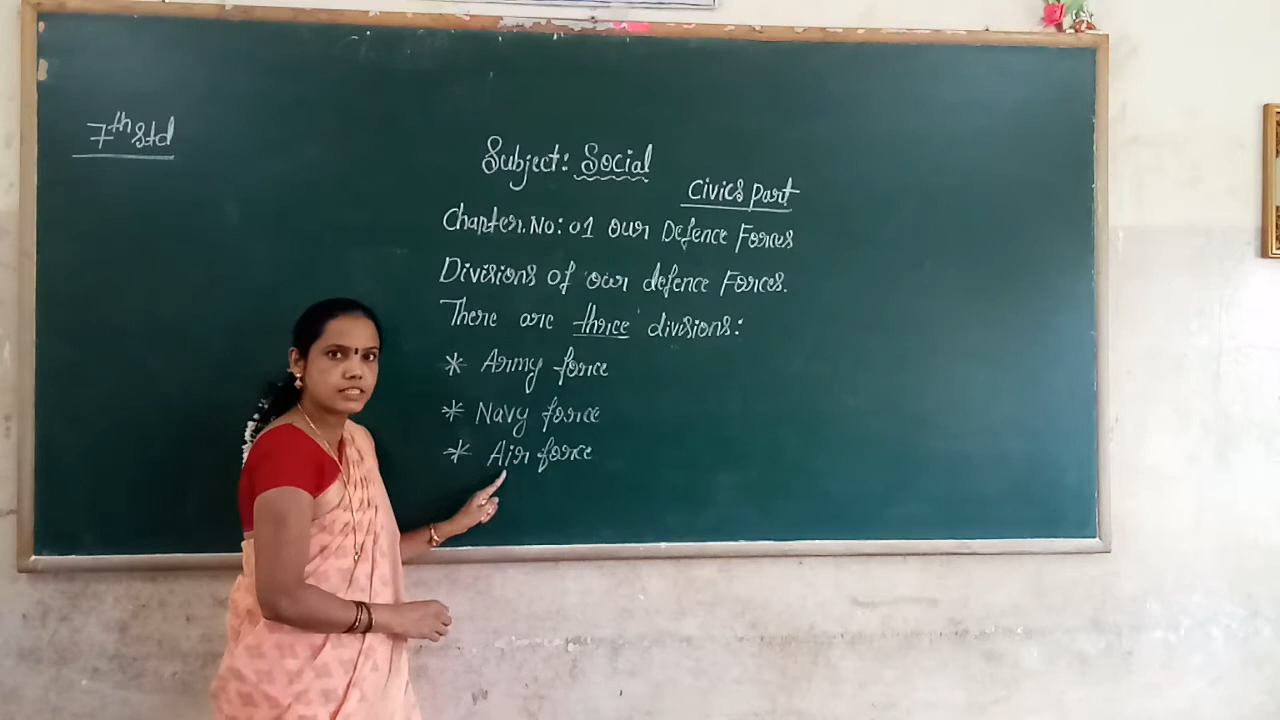 7th Std
Subject: Social
Civics Part
Chapter.No: 01 Our Defence Forces
Divisions of our defence Forces.
There are three divisions:
* Army force
* Navy force
* Air force